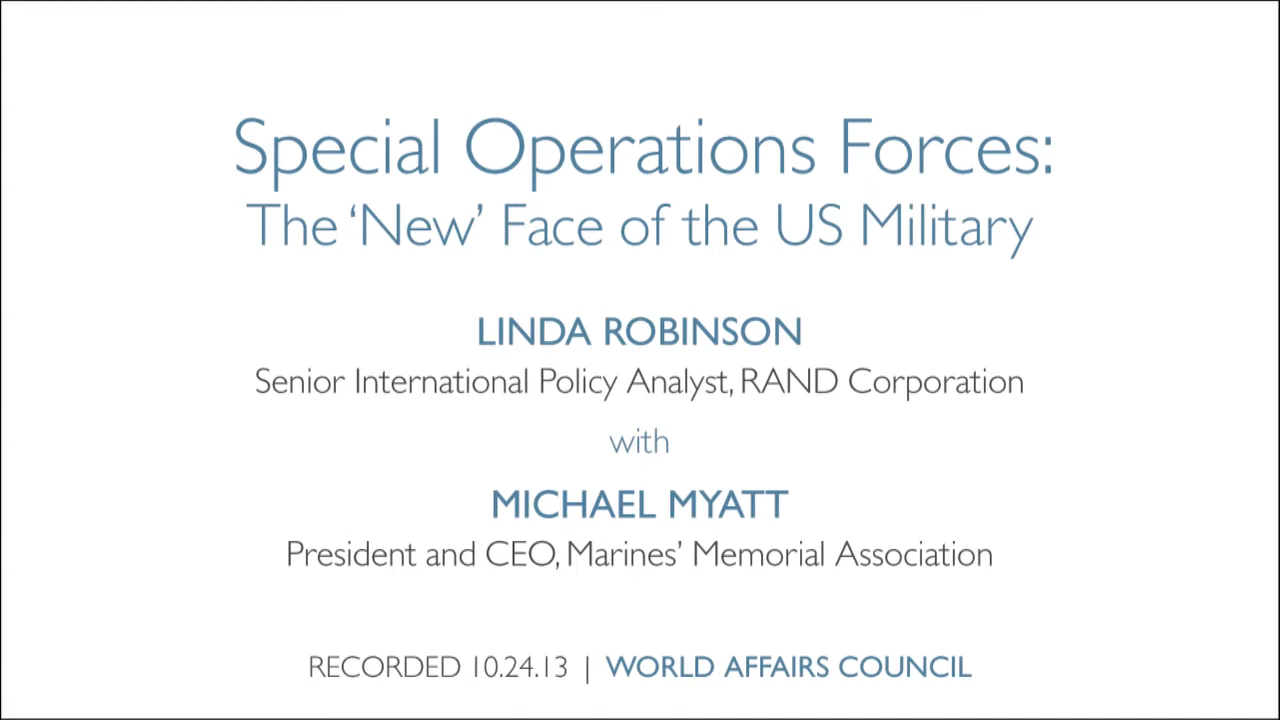 Special Operations Forces:
The ‘New’ Face of the US Military
LINDA ROBINSON
Senior International Policy Analyst, RAND Corporation
with
MICHAEL MYATT
President and CEO, Marines’ Memorial Association
RECORDED 10.24.13 | WORLD AFFAIRS COUNCIL